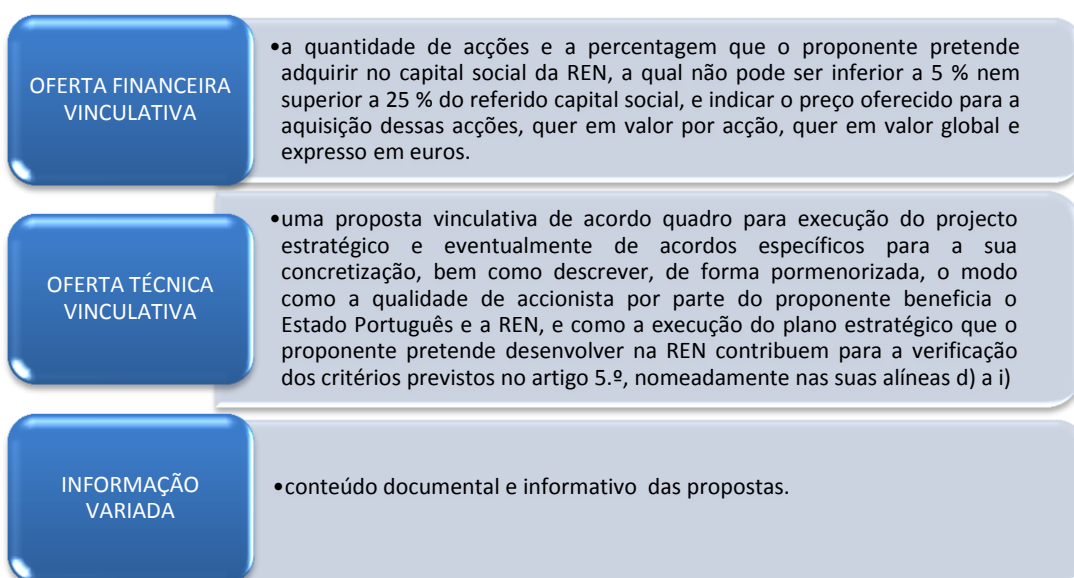 OFERTA FINANCEIRA
VINCULATIVA
•a quantidade de acções e a percentagem que o proponente pretende
adquirir no capital social da REN, a qual não pode ser inferior a 5 % nem
superior a 25 % do referido capital social, e indicar o preço oferecido para a
aquisição dessas acções, quer em valor por acção, quer em valor global e
expresso em euros.
OFERTA TÉCNICA
VINCULATIVA
•uma proposta vinculativa de acordo quadro para execução do projecto
estratégico e eventualmente de acordos específicos para a sua
concretização, bem como descrever, de forma pormenorizada, o modo
como a qualidade de accionista por parte do proponente beneficia o
Estado Português e a REN, e como a execução do plano estratégico que o
proponente pretende desenvolver na REN contribuem para a verificação
dos critérios previstos no artigo 5.º, nomeadamente nas suas alíneas d) a i)
INFORMAÇÃO
VARIADA
•conteúdo documental e informativo das propostas.